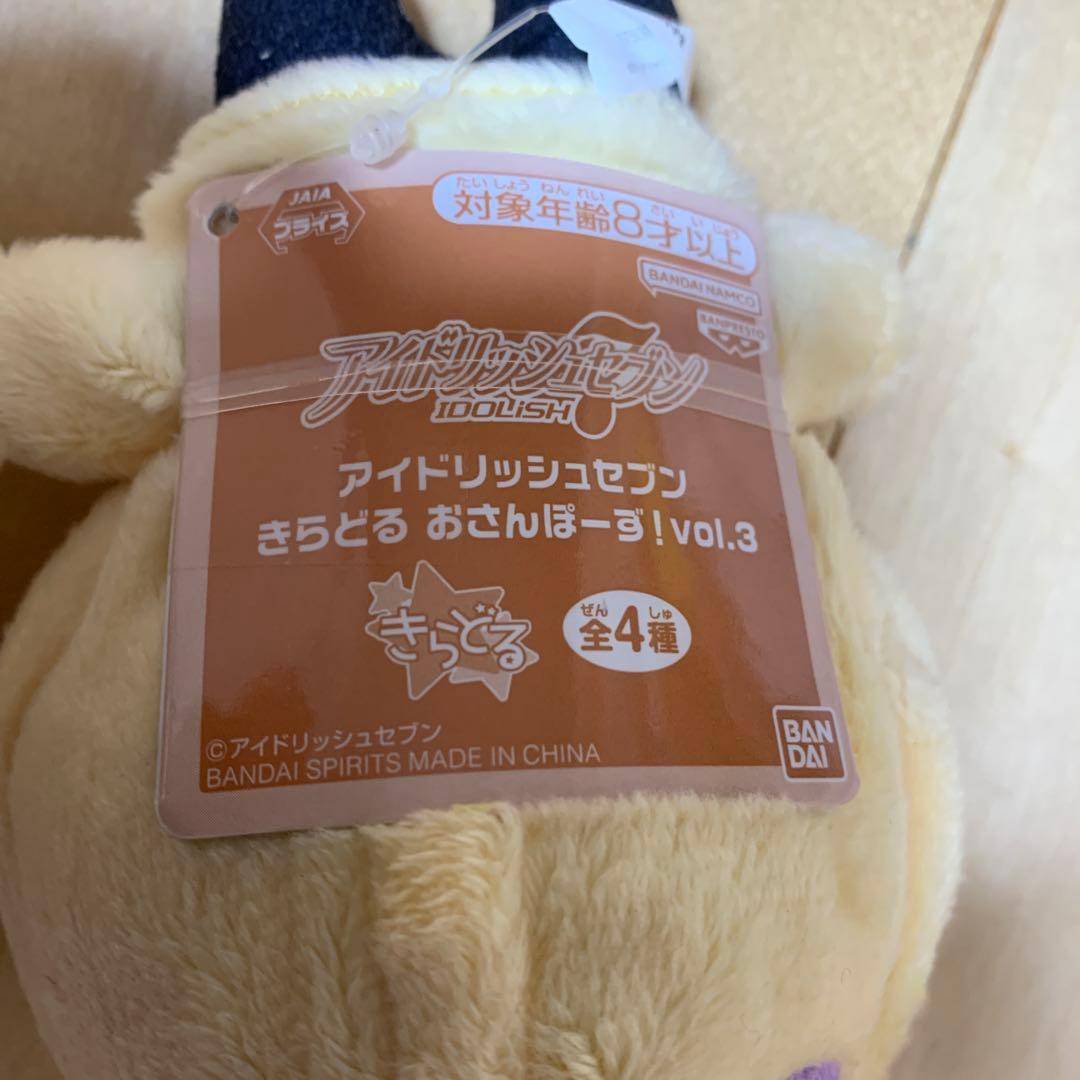 JAIA
プライズ
たいしょうねんれい さいいじょう
対象年齢8才以上
BANDAI NAMCO
BANPRESTO
アイドリッシュセブン
IDOLiSH
アイドリッシュセブン
きらどる おさんぽーず!vol.3
きらどる
ぜん しゅ
全4種
©アイドリッシュセブン
BANDAI SPIRITS MADE IN CHINA
BAN
DAI